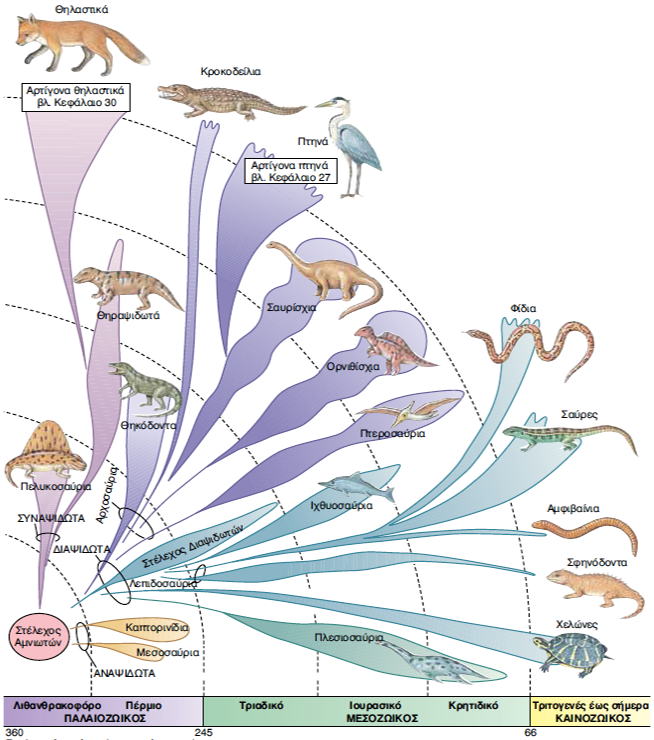 Θηλαστικά
Αρτίγονα θηλαστικά
βλ. Κεφάλαιο 30
Κροκοδείλια
Πτηνά
Αρτίγονα πτηνά
βλ. Κεφάλαιο 27
Θηραψιδωτά
Σαυρίσχια
Φίδια
Ορνιθίσχια
Θηκόδοντα
Σαύρες
Πτεροσαύρια
Πελυκοσαύρια
Αρχοσαύρια
Ιχθυοσαύρια
Αμφιβαίνια
ΣΥΝΑΨΙΔΩΤΑ
Στέλεχος Διαψιδωτών
ΔΙΑΨΙΔΩΤΑ
Σφηνόδοντα
Λεπιδοσαύρια
Χελώνες
Στέλεχος
Αμνιωτών
Καπτορινίδια
Πλεσιοσαύρια
Μεσοσαύρια
ΑΝΑΨΙΔΩΤΑ
Λιθανθρακοφόρο Πέρμιο Τριαδικό Ιουρασικό Κρητιδικό Τριτογενές έως σήμερα
ΠΑΛΑΙΟΖΩΙΚΟΣ ΜΕΣΟΖΩΙΚΟΣ ΚΑΙΝΟΖΩΙΚΟΣ
360 245 66